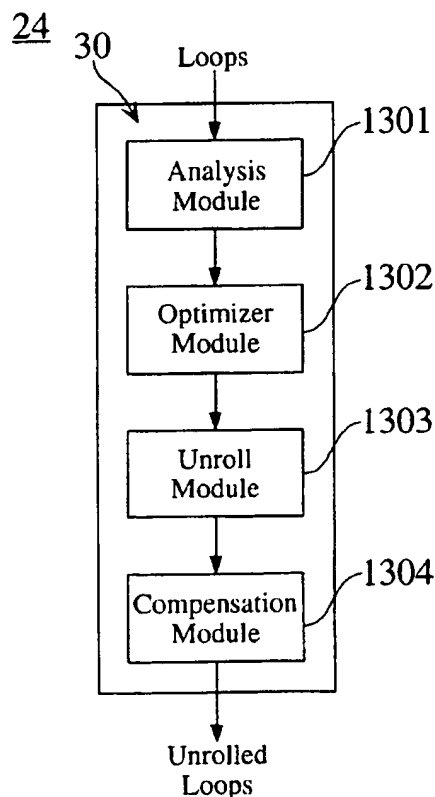 24
30
Loops
1301
Analysis
Module
1302
Optimizer
Module
1303
Unroll
Module
1304
Compensation
Module
Unrolled
Loops